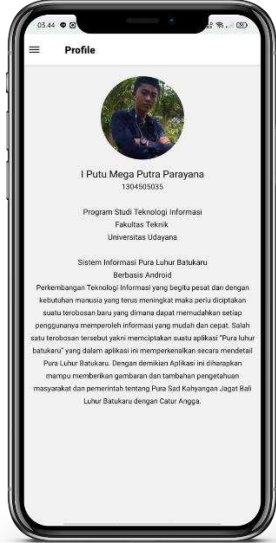 05.44
Profile
I Putu Mega Putra Parayana
1304505035
Program Studi Teknologi Informasi
Fakultas Teknik
Universitas Udayana
Sistem Informasi Pura Luhur Batukaru
Berbasis Android
Perkembangan Teknologi Informasi yang begitu pesat dan dengan
kebutuhan manusia yang terus meningkat maka perlu diciptakan
suatu terobosan baru yang dimana dapat memudahkan setiap
penggunanya memperoleh informasi yang mudah dan cepat. Salah
satu terobosan tersebut yakni memciptakan suatu aplikasi "Pura luhur
batukaru" yang dalam aplikasi ini memperkenalkan secara mendetail
Pura Luhur Batukaru. Dengan demikian Aplikasi ini diharapkan
mampu memberikan gambaran dan tambahan pengetahuan
masyarakat dan pemerintah tentang Pura Sad Kahyangan Jagat Bali
Luhur Batukaru dengan Catur Angga.